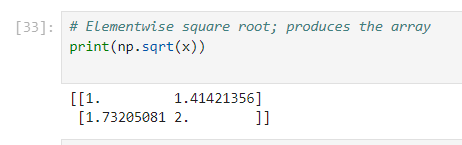 [33]: # Elementwise square root; produces the array
print(np.sqrt(x))
[[1.         1.41421356]
 [1.73205081 2.        ]]